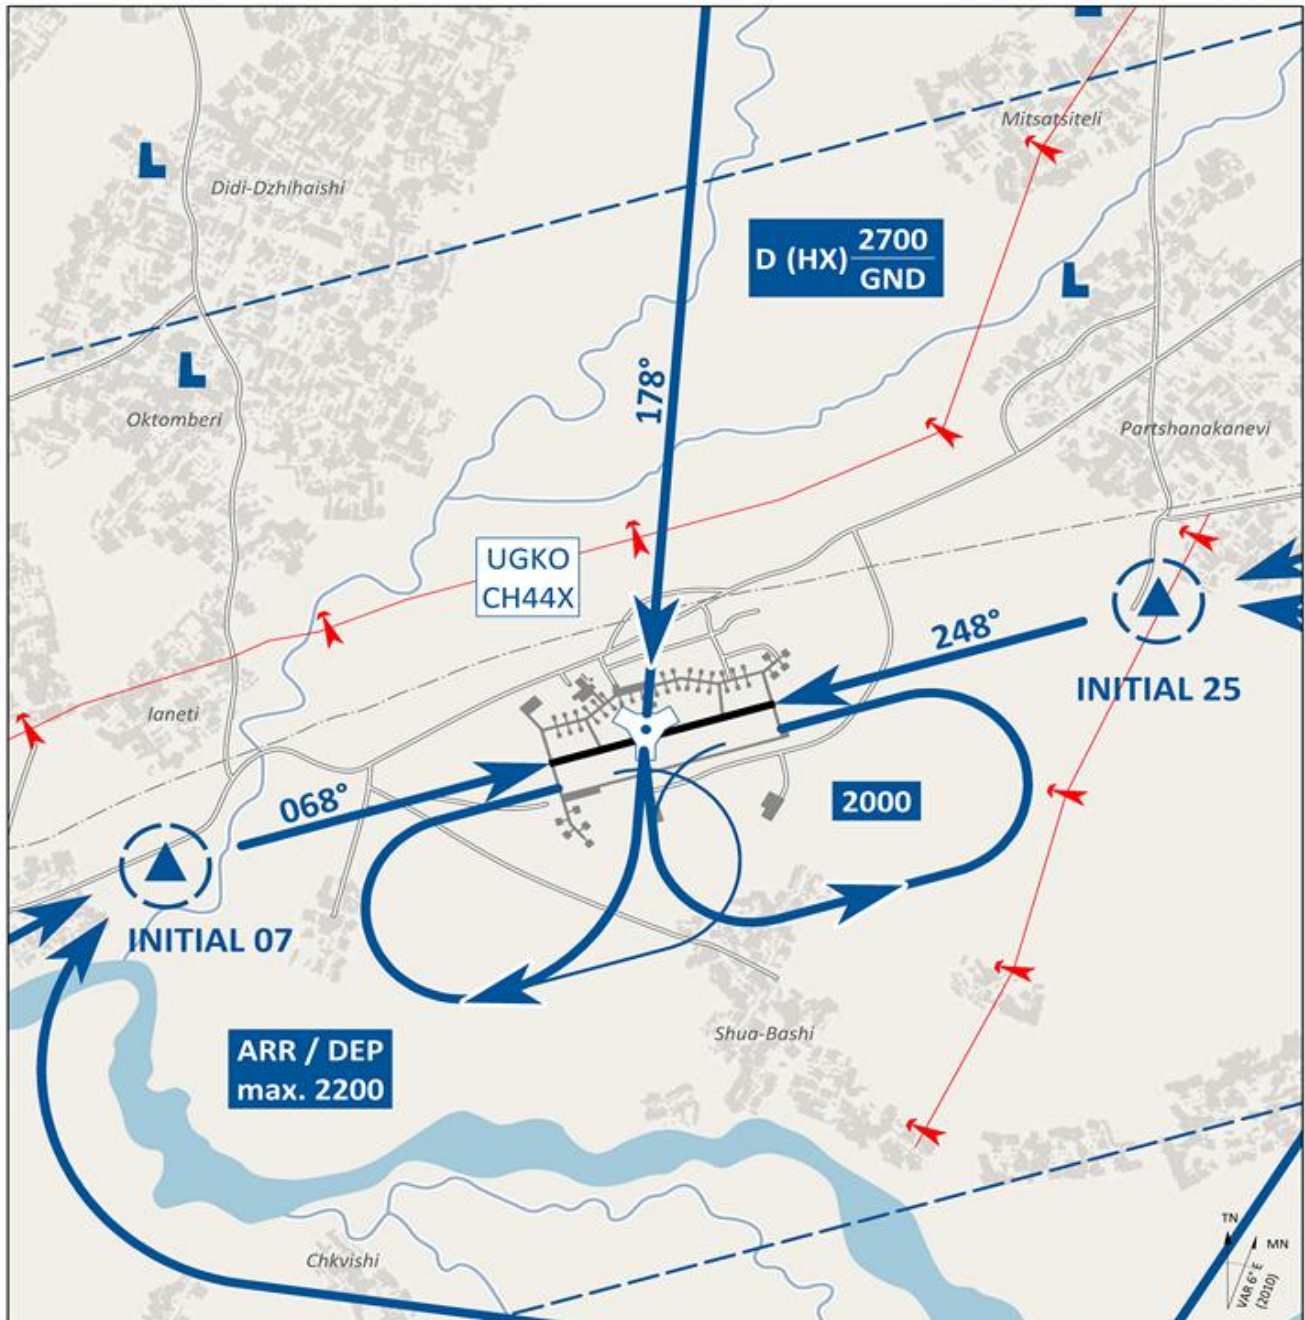 Mitsatsiteli
Didi-Dzhihaishi
D (HX) 2700
GND
178°
Oktomberi
Partshanakanevi
UGKO
CH44X
248°
INITIAL 25
Ianeti
068°
2000
INITIAL 07
Shua-Bashi
ARR / DEP
max. 2200
Chkvishi
TN
MN
VAR 6° E
(2010)